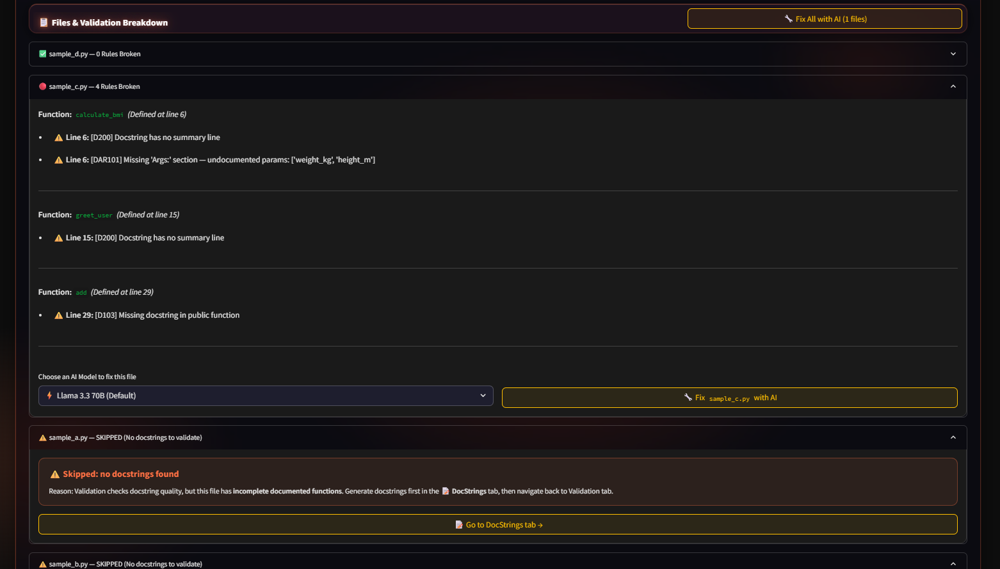 📋 Files & Validation Breakdown
🔧 Fix All with AI (1 files)
✅ sample_d.py — 0 Rules Broken
🔴 sample_c.py — 4 Rules Broken
Function: calculate_bmi (Defined at line 6)
• ⚠️ Line 6: [D200] Docstring has no summary line
• ⚠️ Line 6: [DAR101] Missing 'Args:' section — undocumented params: ['weight_kg', 'height_m']
Function: greet_user (Defined at line 15)
• ⚠️ Line 15: [D200] Docstring has no summary line
Function: add (Defined at line 29)
• ⚠️ Line 29: [D103] Missing docstring in public function
Choose an AI Model to fix this file
⚡ Llama 3.3 70B (Default)
🔧 Fix sample_c.py with AI
⚠️ sample_a.py — SKIPPED (No docstrings to validate)
⚠️ Skipped: no docstrings found
Reason: Validation checks docstring quality, but this file has incomplete documented functions. Generate docstrings first in the 📝 DocStrings tab, then navigate back to Validation tab.
📝 Go to DocStrings tab →
⚠️ sample_b.py — SKIPPED (No docstrings to validate)